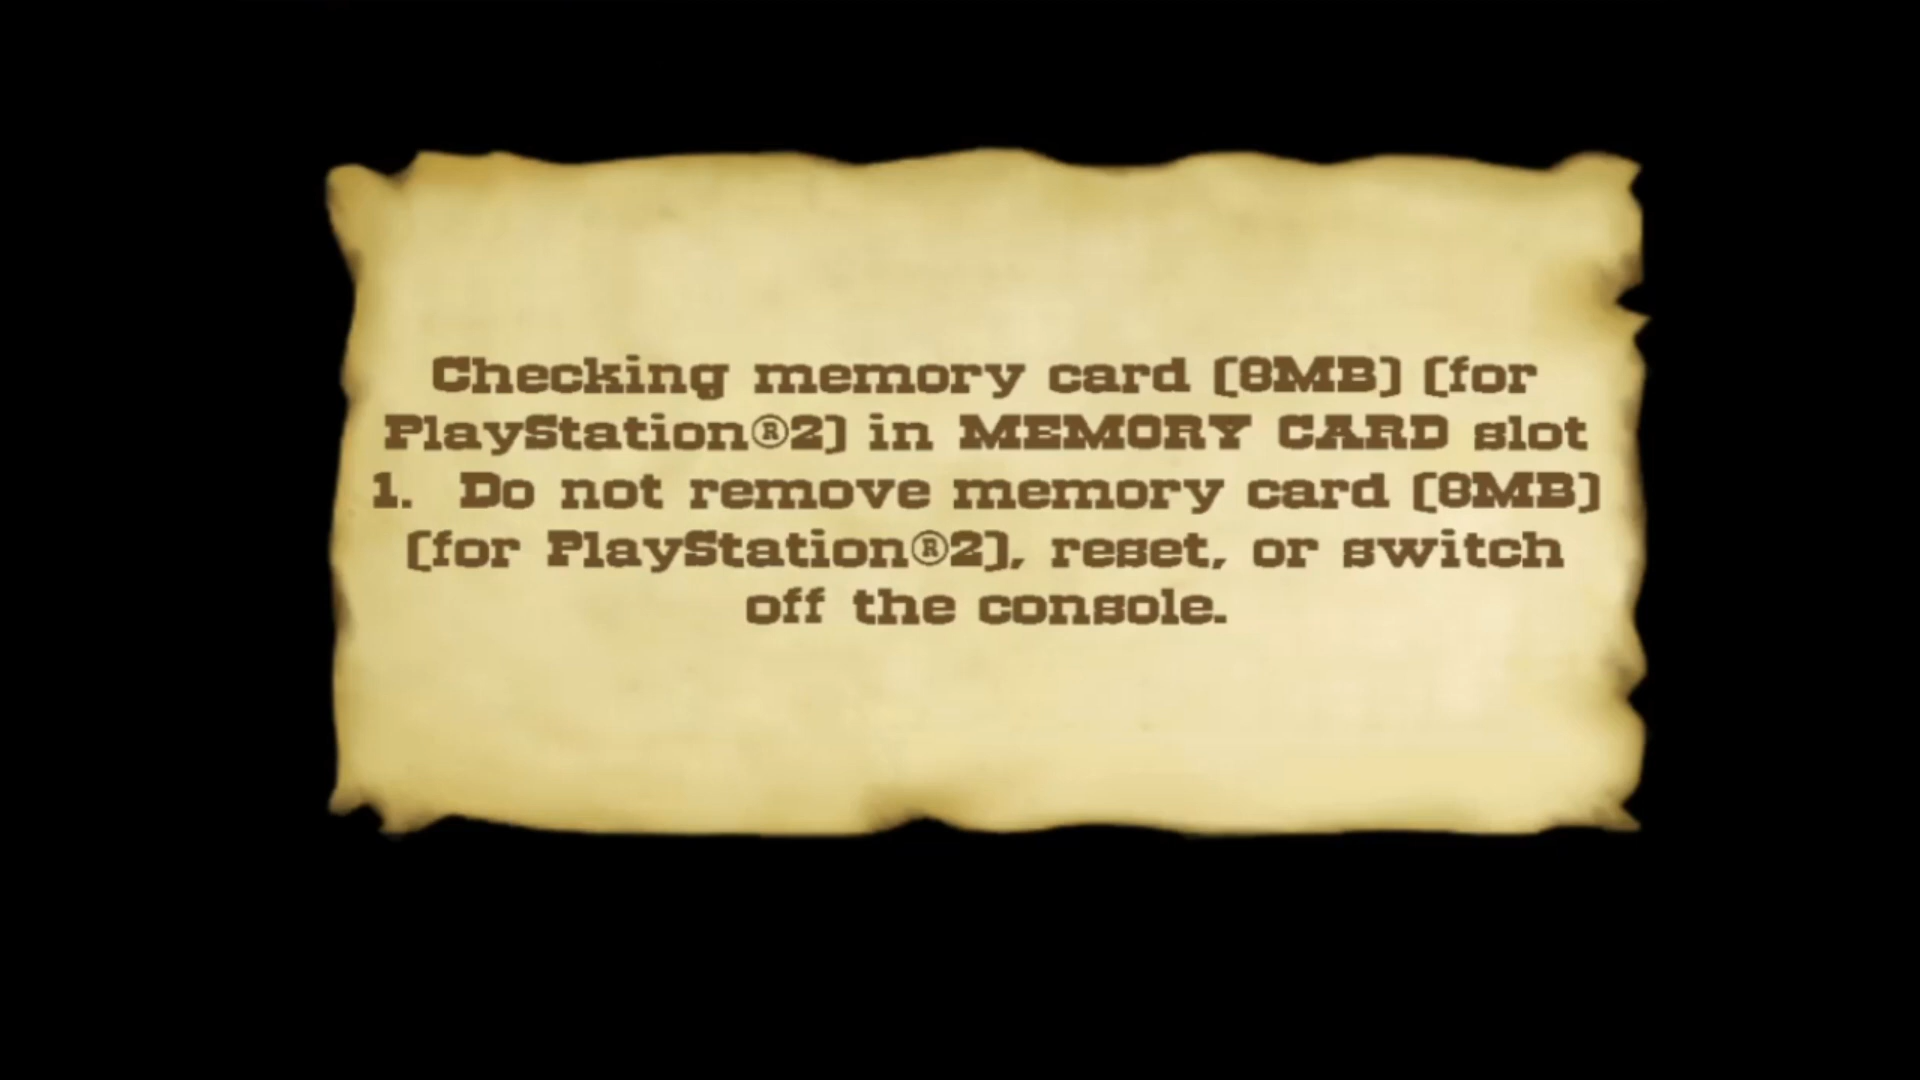 Checking memory card (8MB) (for
PlayStation®2) in MEMORY CARD slot
1. Do not remove memory card (8MB)
(for PlayStation®2), reset, or switch
off the console.